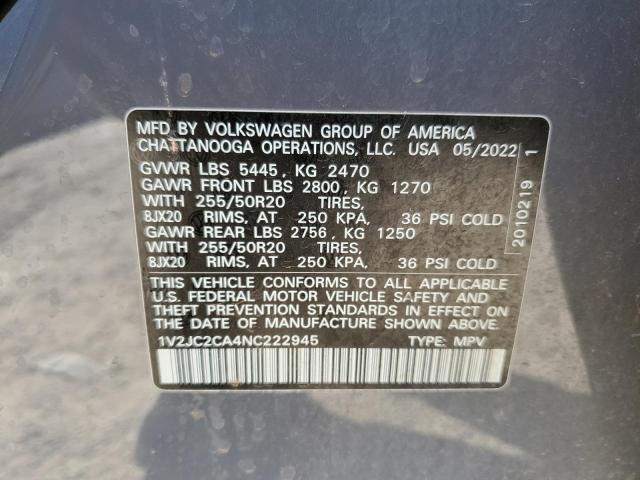 MFD BY VOLKSWAGEN GROUP OF AMERICA
CHATTANOOGA OPERATIONS, LLC. USA 05/2022
GVWR LBS 5445, KG 2470
GAWR FRONT LBS 2800, KG 1270
WITH 255/50R20 TIRES,
8JX20 RIMS, AT 250 KPA, 36 PSI COLD
GAWR REAR LBS 2756, KG 1250
WITH 255/50R20 TIRES,
8JX20 RIMS, AT 250 KPA, 36 PSI COLD
THIS VEHICLE CONFORMS TO ALL APPLICABLE
U.S. FEDERAL MOTOR VEHICLE SAFETY AND
THEFT PREVENTION STANDARDS IN EFFECT ON
THE DATE OF MANUFACTURE SHOWN ABOVE.
1V2JC2CA4NC222945 TYPE: MPV
2010219 1